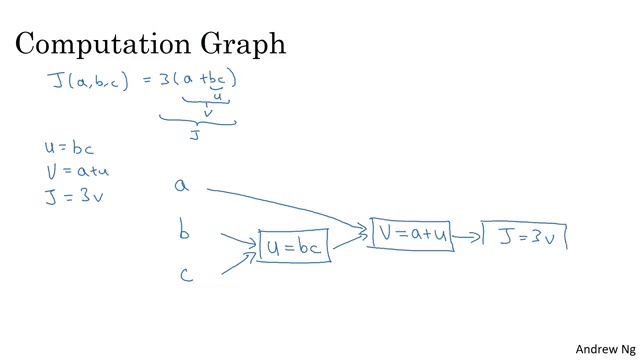 Computation Graph
J(a,b,c) = 3(a+bc)
u
v
J
u = bc
V = a+u
J = 3v
a
b
c
u = bc
V = a+u
J = 3v
Andrew Ng